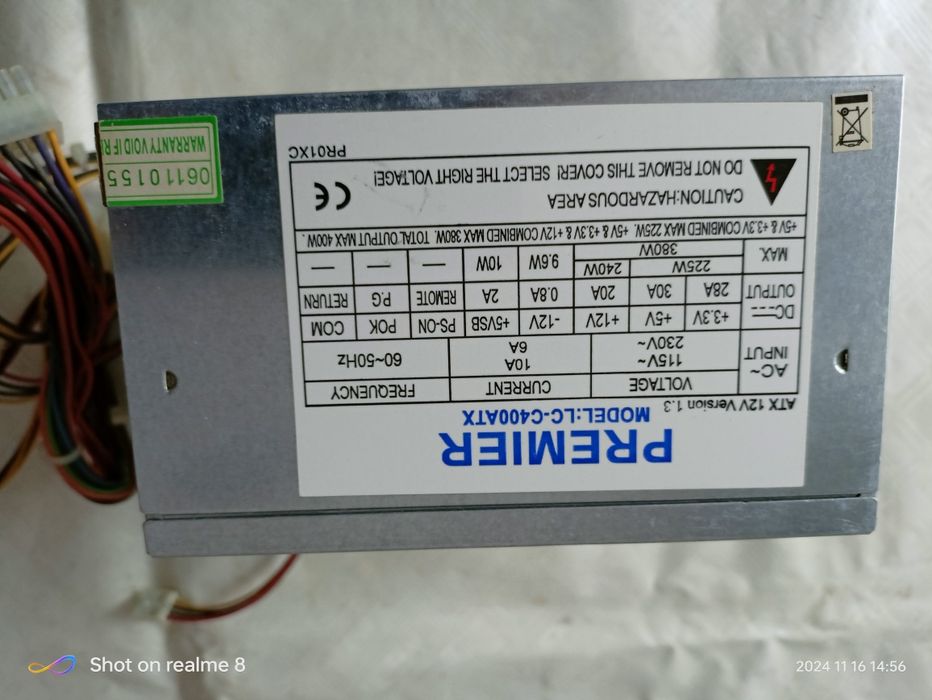 PREMIER
MODEL:LC-C400ATX
ATX 12V Version 1.3
AC~ INPUT VOLTAGE CURRENT FREQUENCY
115V~ 230V~ 10A 6A 60~50Hz
DC OUTPUT +3.3V +5V +12V -12V +5VSB PS-ON POK COM
28A 30A 20A 0.8A 2A REMOTE P.G RETURN
MAX. 225W 240W 9.6W 10W — — —
380W
+5V & +3.3V COMBINED MAX 225W. +5V & +3.3V & +12V COMBINED MAX 380W. TOTAL OUTPUT MAX 400W.
CAUTION:HAZARDOUS AREA
DO NOT REMOVE THIS COVER! SELECT THE RIGHT VOLTAGE!
CE
PR01XC
06110155
WARRANTY VOID IF
Shot on realme 8
2024 11 16 14:56